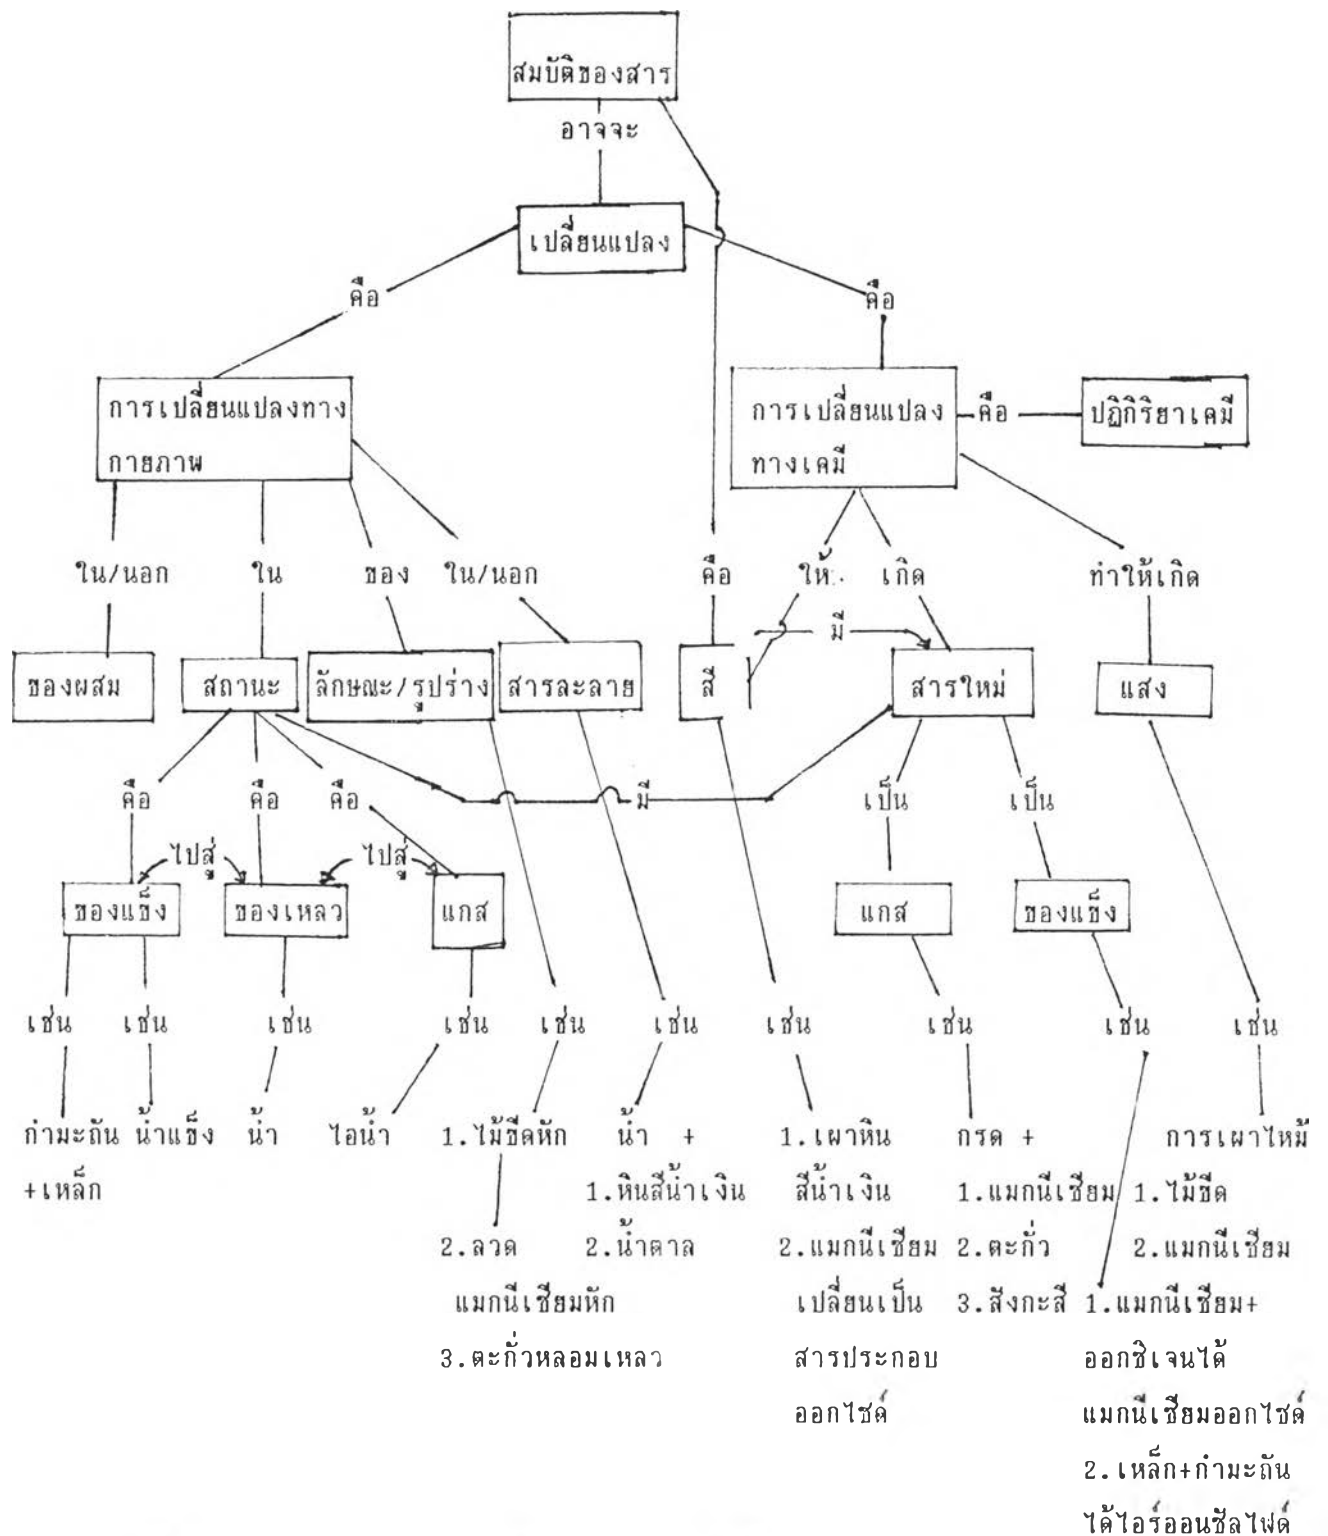 สมบัติของสาร
อาจจะ
เปลี่ยนแปลง
คือ
คือ
การเปลี่ยนแปลงทาง
กายภาพ
การเปลี่ยนแปลง
ทางเคมี
คือ
ปฏิกิริยาเคมี
ใน/นอก
ใน
ของ
ใน/นอก
คือ
ให้
เกิด
ทำให้เกิด
มี
ของผสม
สถานะ
ลักษณะ/รูปร่าง
สารละลาย
สี
สารใหม่
แสง
คือ
คือ
คือ
มี
เป็น
เป็น
ไปสู่
ไปสู่
ของแข็ง
ของเหลว
แกส
แกส
ของแข็ง
เช่น
เช่น
เช่น
เช่น
เช่น
เช่น
เช่น
เช่น
เช่น
เช่น
กำมะถัน
+เหล็ก
น้ำแข็ง
น้ำ
ไอน้ำ
1.ไม้ขีดหัก
2.ลวด
แมกนีเซียมหัก
3.ตะกั่วหลอมเหลว
น้ำ +
1.หินสีน้ำเงิน
2.น้ำตาล
1.เผาหิน
สีน้ำเงิน
2.แมกนีเซียม
เปลี่ยนเป็น
สารประกอบ
ออกไซด์
กรด +
1.แมกนีเซียม
2.ตะกั่ว
3.สังกะสี
1.แมกนีเซียม+
ออกซิเจนได้
แมกนีเซียมออกไซด์
2.เหล็ก+กำมะถัน
ได้ไอร์ออนซัลไฟด์
การเผาไหม้
1.ไม้ขีด
2.แมกนีเซียม